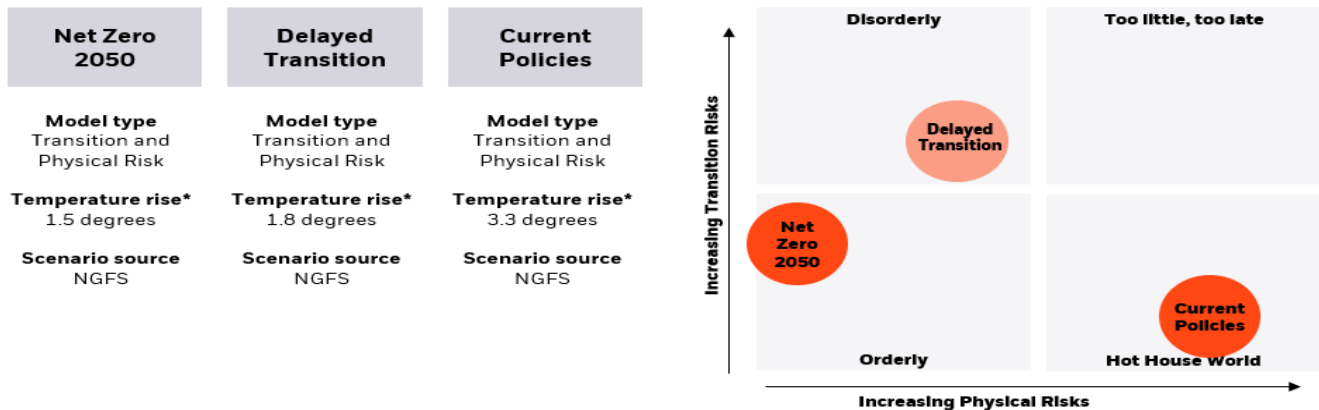 Net Zero
2050
Model type
Transition and
Physical Risk
Temperature rise*
1.5 degrees
Scenario source
NGFS
Delayed
Transition
Model type
Transition and
Physical Risk
Temperature rise*
1.8 degrees
Scenario source
NGFS
Current
Policies
Model type
Transition and
Physical Risk
Temperature rise*
3.3 degrees
Scenario source
NGFS
Increasing Transition Risks
Disorderly
Too little, too late
Delayed
Transition
Net
Zero
2050
Current
Policies
Orderly
Hot House World
Increasing Physical Risks